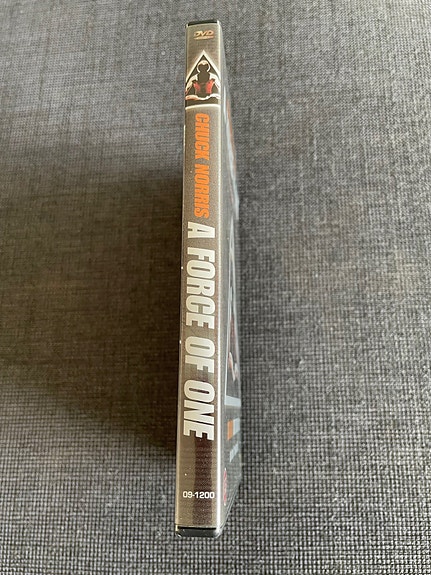 DVD
CHUCK NORRIS
A FORCE OF ONE
09-1200